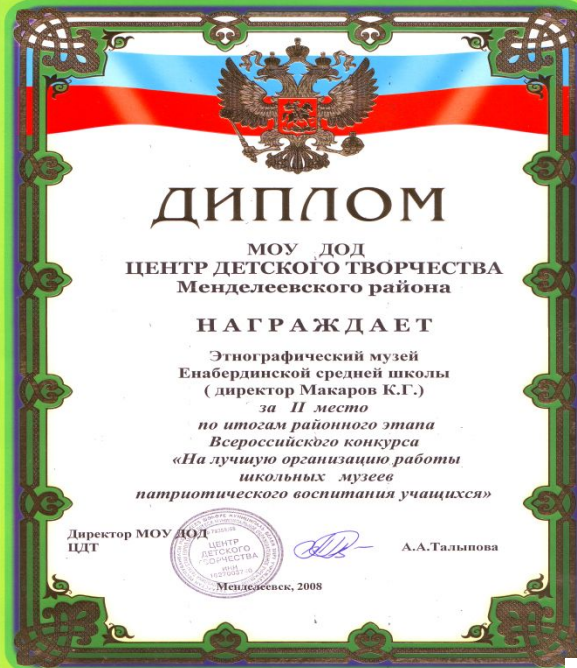 ДИПЛОМ
МОУ ДОД
ЦЕНТР ДЕТСКОГО ТВОРЧЕСТВА
Менделеевского района
НАГРАЖДАЕТ
Этнографический музей
Енабердинской средней школы
( директор Макаров К.Г.)
за II место
по итогам районного этапа
Всероссийского конкурса
«На лучшую организацию работы
школьных музеев
патриотического воспитания учащихся»
Директор МОУ ДОД
ЦДТ
А.А.Талыпова
ЦЕНТР
ДЕТСКОГО
ТВОРЧЕСТВА
ИНН
Менделеевск, 2008